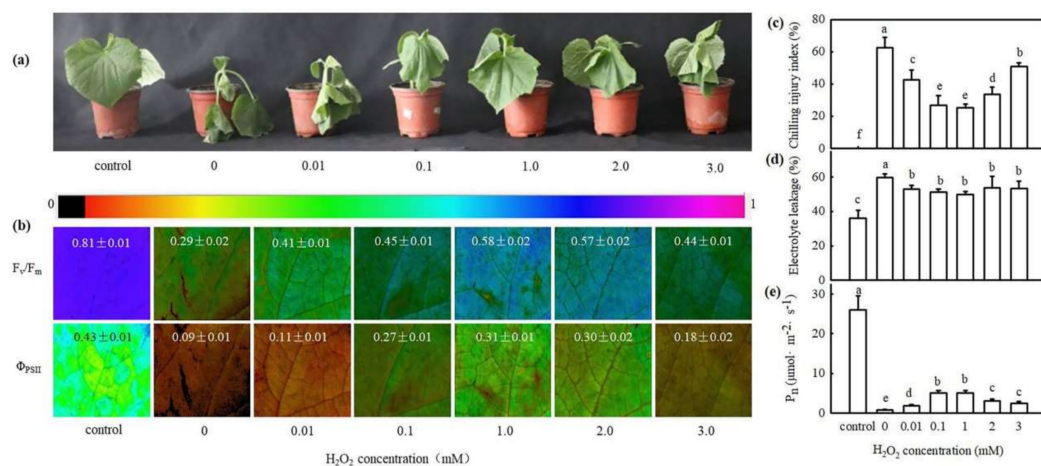 (a)
control 0 0.01 0.1 1.0 2.0 3.0
0 1
(b)
Fv/Fm
0.81±0.01 0.29±0.02 0.41±0.01 0.45±0.01 0.58±0.02 0.57±0.02 0.44±0.01
ΦPSII
0.43±0.01 0.09±0.01 0.11±0.01 0.27±0.01 0.31±0.01 0.30±0.02 0.18±0.02
control 0 0.01 0.1 1.0 2.0 3.0
H₂O₂ concentration (mM)
(c)
Chilling injury index (%)
60
40
20
0
f a c e e d b
(d)
Electrolyte leakage (%)
60
40
20
0
c a b b b b b
(e)
Pn (μmol· m⁻²· s⁻¹)
30
20
10
0
a e d b b c c
control 0 0.01 0.1 1 2 3
H₂O₂ concentration (mM)